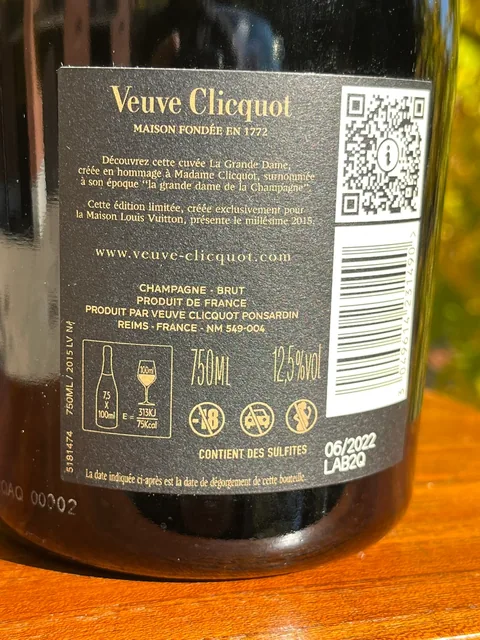 Veuve Clicquot
MAISON FONDÉE EN 1772
Découvrez cette cuvée La Grande Dame,
créée en hommage à Madame Clicquot, surnommée
à son époque "la grande dame de la Champagne"
Cette édition limitée, créée exclusivement pour
la Maison Louis Vuitton, présente le millésime 2015.
www.veuve-clicquot.com
CHAMPAGNE - BRUT
PRODUIT DE FRANCE
PRODUIT PAR VEUVE CLICQUOT PONSARDIN
REIMS - FRANCE - NM 549-004
5181474 750ML / 2015 LV
7,5
X
100ml
100ml
E =
313KJ
75Kcal
750ML
12,5%vol
-18
CONTIENT DES SULFITES
06/2022
LAB2Q
La date indiquée ci-après est la date de dégorgement de cette bouteille.